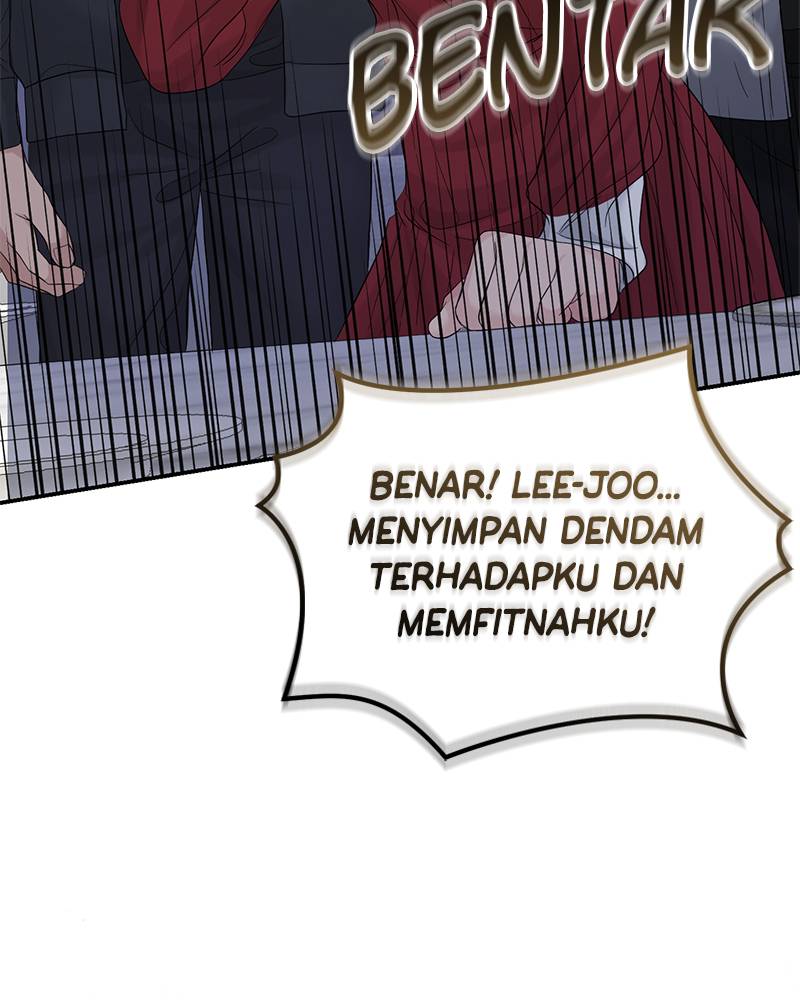 BENTAK
BENAR! LEE-JOO...
MENYIMPAN DENDAM
TERHADAPKU DAN
MEMFITNAHKU!